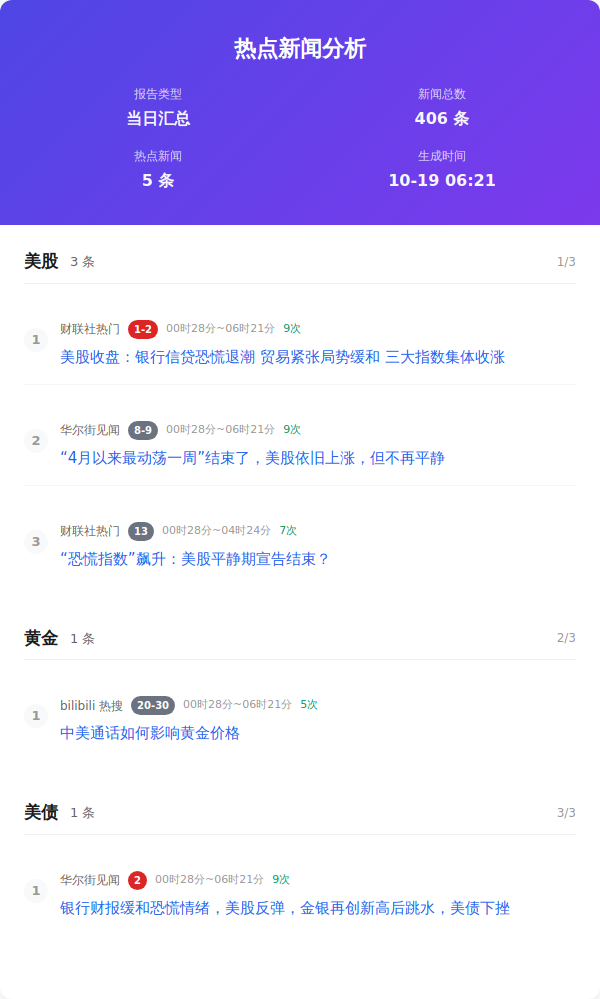 热点新闻分析
报告类型 新闻总数
当日汇总 406 条
热点新闻 生成时间
5 条 10-19 06:21
美股 3 条 1/3
财联社热门 1-2 00时28分~06时21分 9次
1 美股收盘：银行信贷恐慌退潮 贸易紧张局势缓和 三大指数集体收涨
华尔街见闻 8-9 00时28分~06时21分 9次
2 “4月以来最动荡一周”结束了，美股依旧上涨，但不再平静
财联社热门 13 00时28分~04时24分 7次
3 “恐慌指数”飙升：美股平静期宣告结束？
黄金 1 条 2/3
bilibili 热搜 20-30 00时28分~06时21分 5次
1 中美通话如何影响黄金价格
美债 1 条 3/3
华尔街见闻 2 00时28分~06时21分 9次
1 银行财报缓和恐慌情绪，美股反弹，金银再创新高后跳水，美债下挫